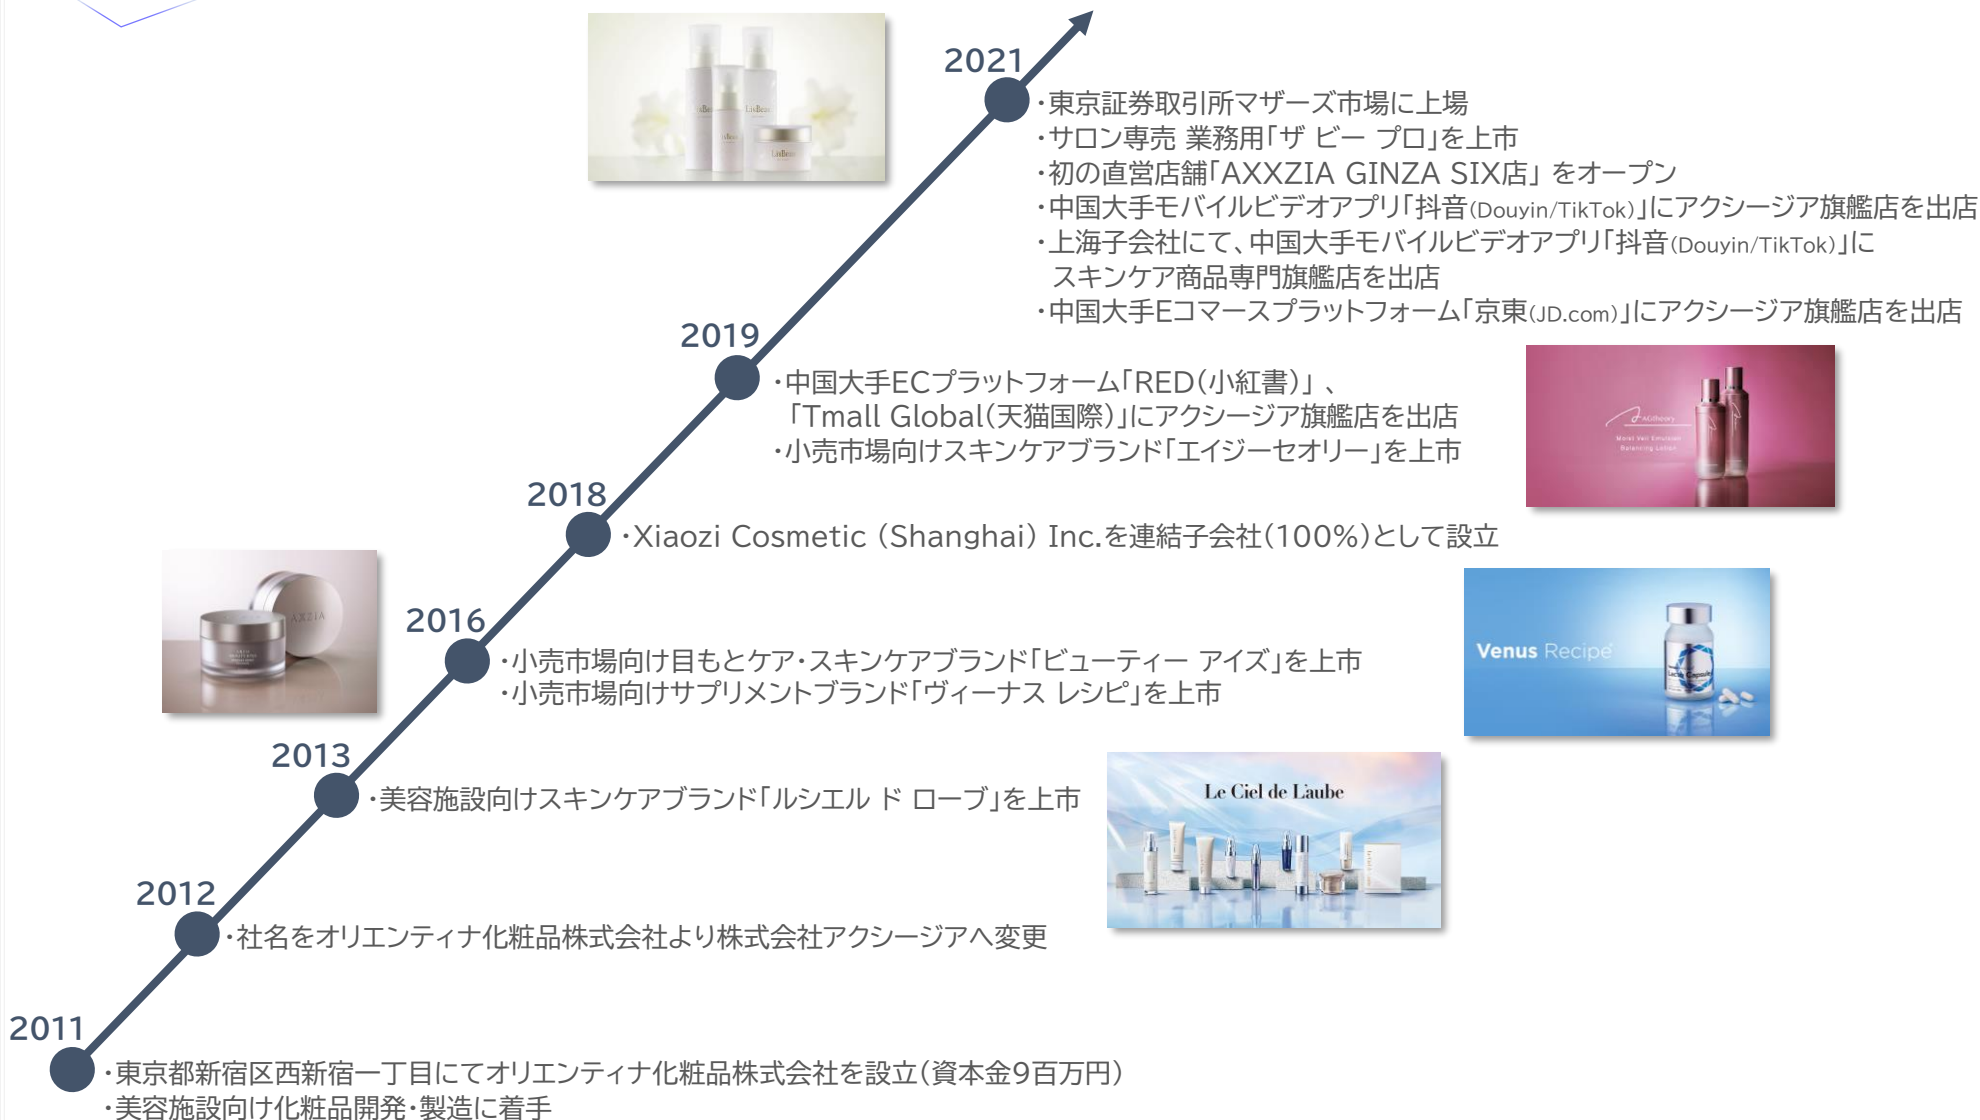 2021
・東京証券取引所マザーズ市場に上場
・サロン専売 業務用「ザ ビー プロ」を上市
・初の直営店舗「AXXZIA GINZA SIX店」 をオープン
・中国大手モバイルビデオアプリ「抖音(Douyin/TikTok)」にアクシージア旗艦店を出店
・上海子会社にて、中国大手モバイルビデオアプリ「抖音(Douyin/TikTok)」に
スキンケア商品専門旗艦店を出店
・中国大手Eコマースプラットフォーム「京東(JD.com)」にアクシージア旗艦店を出店
2019
・中国大手ECプラットフォーム「RED(小紅書)」 、
「Tmall Global(天猫国際)」にアクシージア旗艦店を出店
・小売市場向けスキンケアブランド「エイジーセオリー」を上市
AGtheory
Moist Veil Emulsion
Balancing Lotion
2018
・Xiaozi Cosmetic (Shanghai) Inc.を連結子会社(100%)として設立
AXZIA
Venus Recipe
2016
・小売市場向け目もとケア・スキンケアブランド「ビューティー アイズ」を上市
・小売市場向けサプリメントブランド「ヴィーナス レシピ」を上市
2013
・美容施設向けスキンケアブランド「ルシエル ド ローブ」を上市
Le Ciel de L'aube
2012
・社名をオリエンティナ化粧品株式会社より株式会社アクシージアへ変更
2011
・東京都新宿区西新宿一丁目にてオリエンティナ化粧品株式会社を設立(資本金9百万円)
・美容施設向け化粧品開発・製造に着手